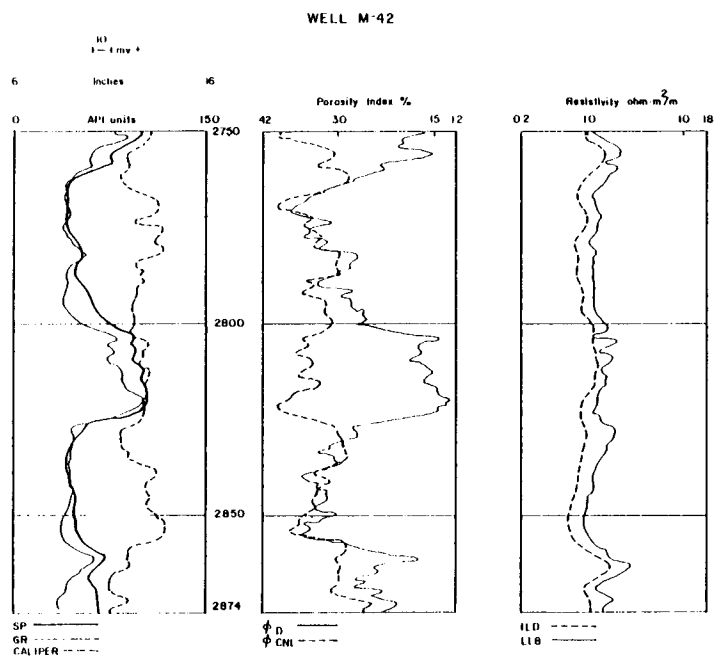 WELL M-42
10
mv +
6 Inches 16
0 API units 150
Porosity Index %
42 30 15 12
Resistivity ohm·m²/m
0.2 1.0 10 18
2750
2800
2850
2874
SP
GR
CALIPER
ϕ D
ϕ CNL
ILD
LL8